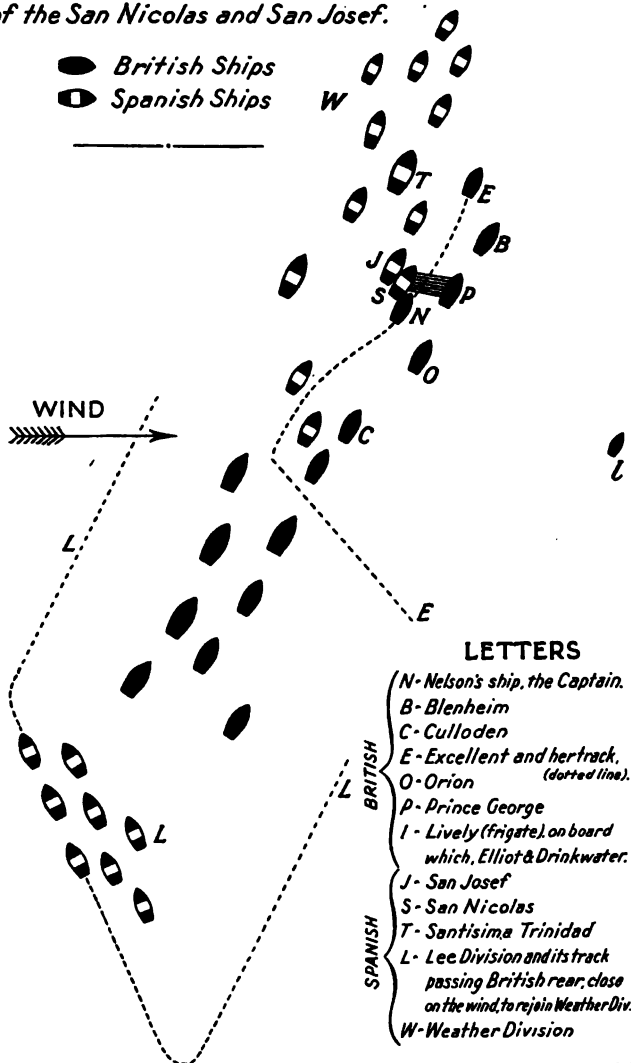 of the San Nicolas and San Josef.
British Ships
Spanish Ships
W
T
E
B
J
S
P
N
O
WIND
C
l
L
E
L
L
LETTERS
BRITISH
N-Nelson's ship, the Captain.
B-Blenheim
C-Culloden
E-Excellent and her track,
(dotted line).
O-Orion
P-Prince George
l - Lively (frigate). on board
which, Elliot & Drinkwater.
SPANISH
J- San Josef
S- San Nicolas
T- Santisima Trinidad
L- Lee Division and its track
passing British rear, close
on the wind, to rejoin Weather Div.
W-Weather Division